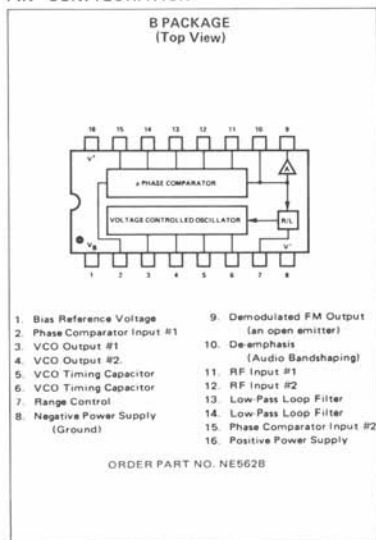 B PACKAGE
(Top View)
16 15 14 13 12 11 10 9
V+
A
φ PHASE COMPARATOR
VOLTAGE CONTROLLED OSCILLATOR
R/L
VB
V-
1 2 3 4 5 6 7 8
1. Bias Reference Voltage
2. Phase Comparator Input #1
3. VCO Output #1
4. VCO Output #2.
5. VCO Timing Capacitor
6. VCO Timing Capacitor
7. Range Control
8. Negative Power Supply
(Ground)
9. Demodulated FM Output
(an open emitter)
10. De-emphasis
(Audio Bandshaping)
11. RF Input #1
12. RF Input #2
13. Low-Pass Loop Filter
14. Low-Pass Loop Filter
15. Phase Comparator Input #2
16. Positive Power Supply
ORDER PART NO. NE562B